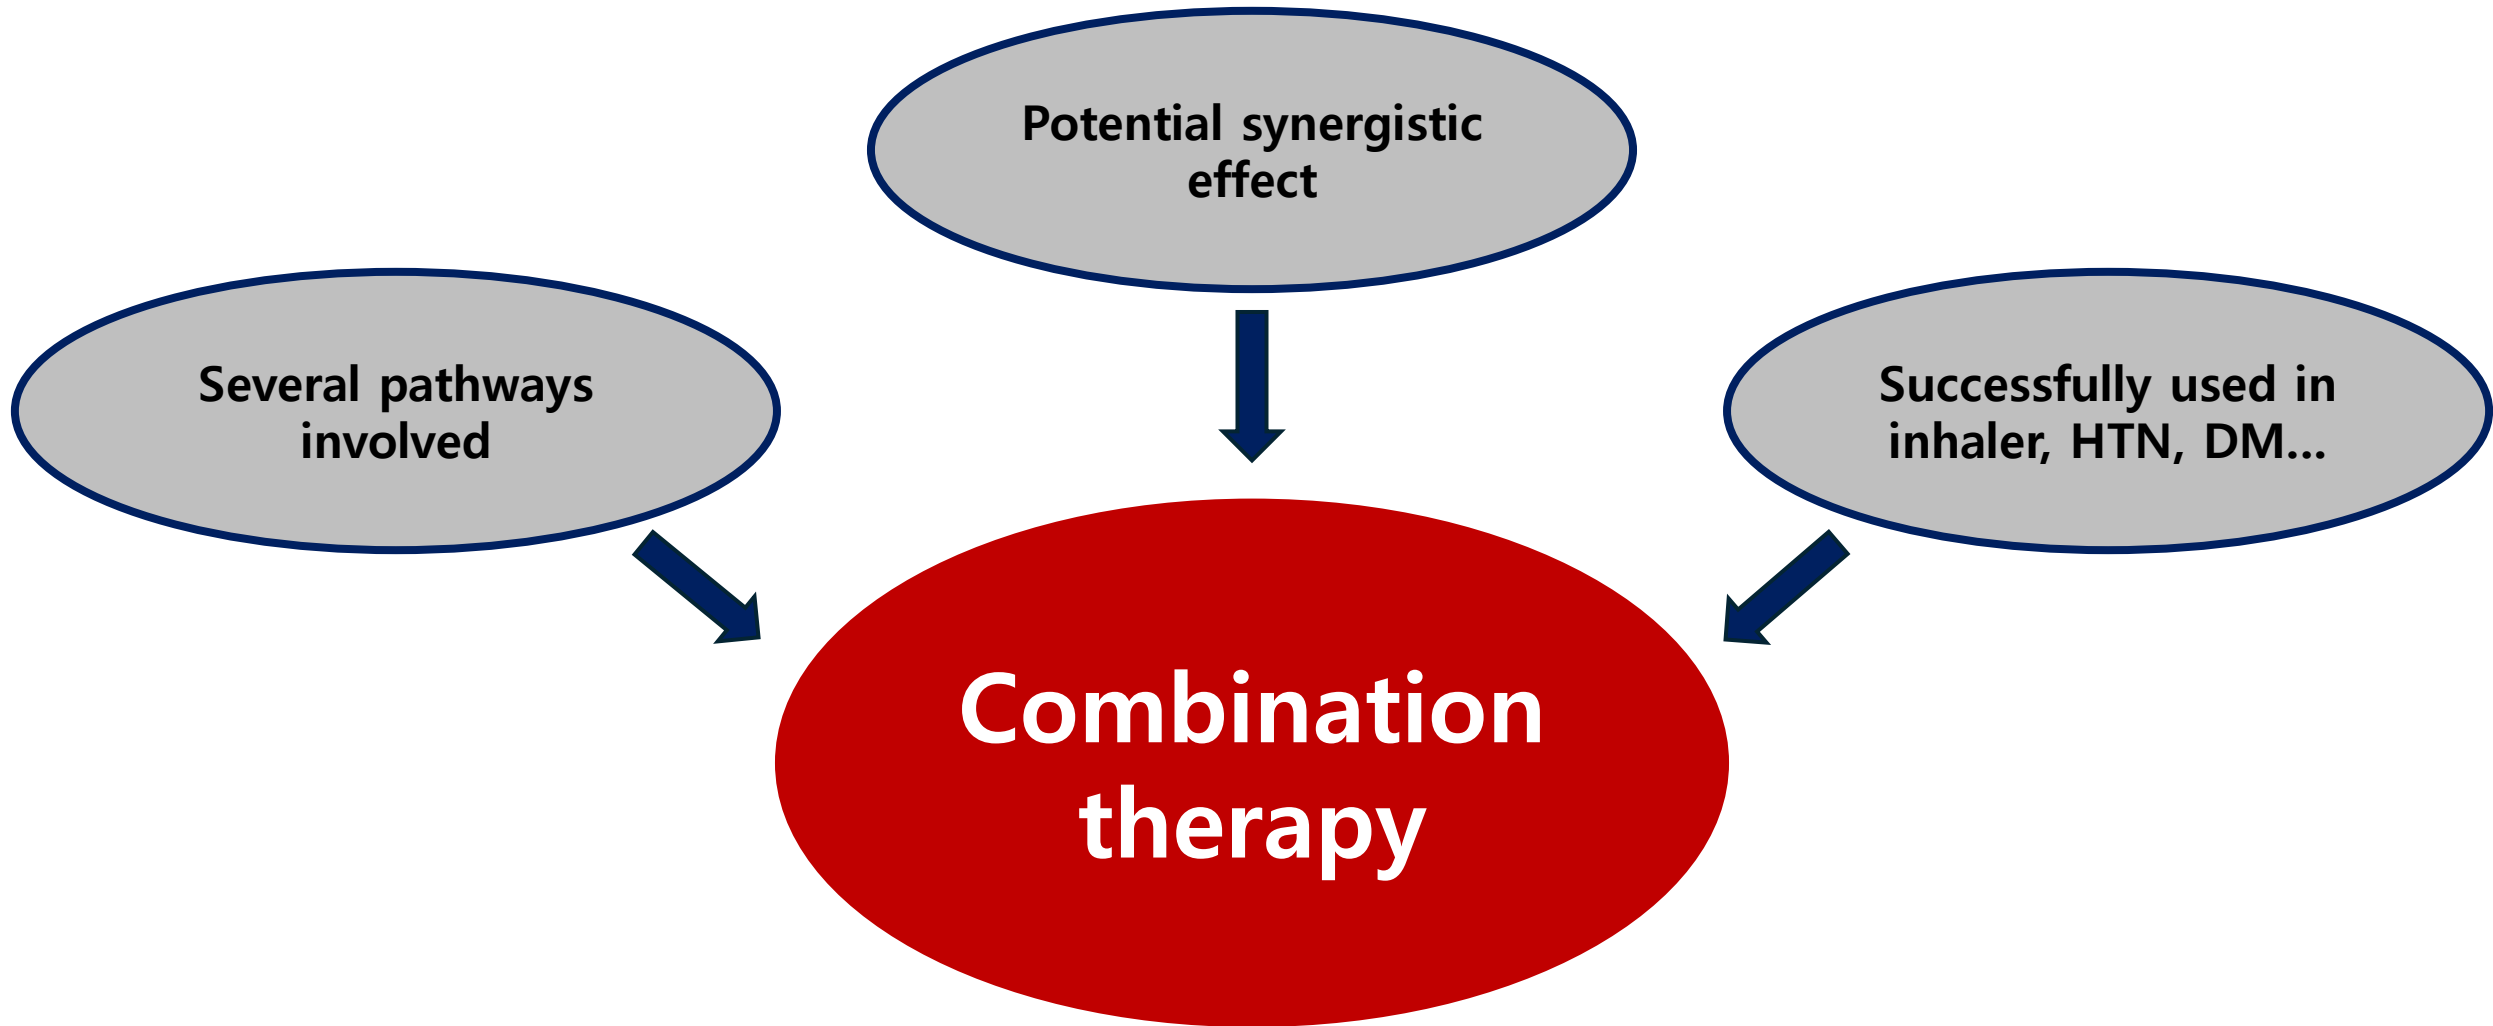 Potential synergistic
effect
Several pathways
involved
Successfully used in
inhaler, HTN, DM...
Combination
therapy